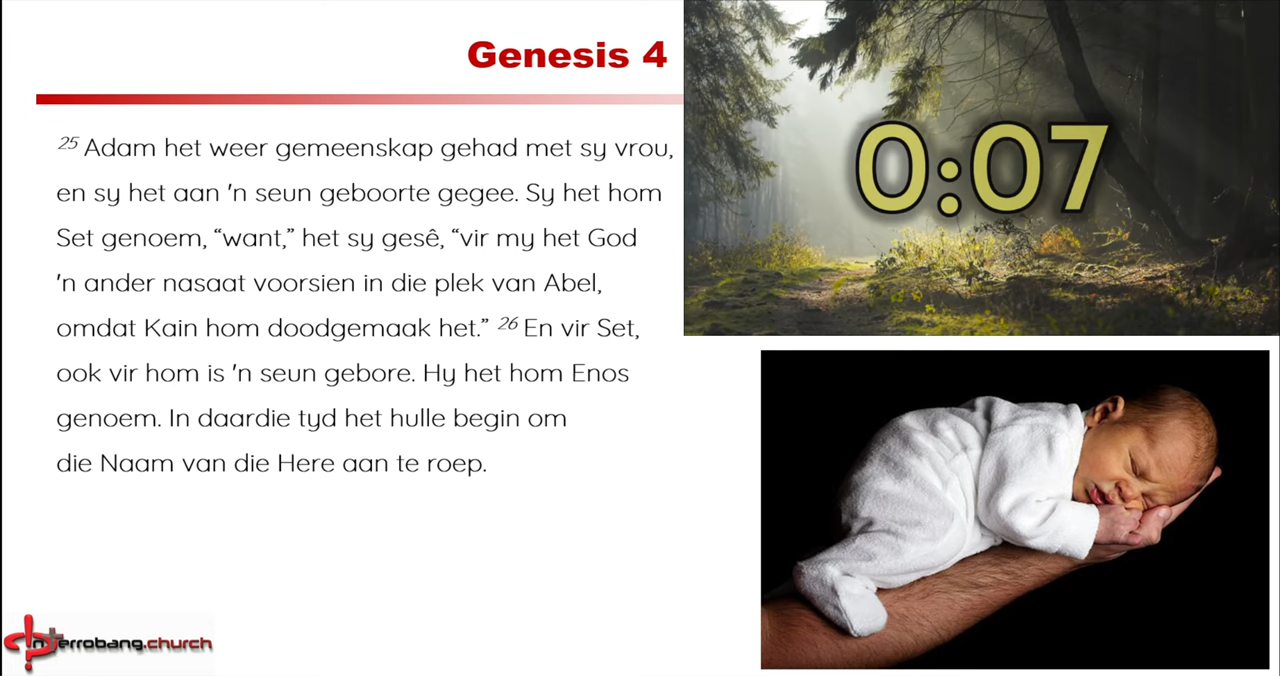 Genesis 4
25 Adam het weer gemeenskap gehad met sy vrou,
en sy het aan 'n seun geboorte gegee. Sy het hom
Set genoem, “want,” het sy gesê, “vir my het God
'n ander nasaat voorsien in die plek van Abel,
omdat Kain hom doodgemaak het.” 26 En vir Set,
ook vir hom is 'n seun gebore. Hy het hom Enos
genoem. In daardie tyd het hulle begin om
die Naam van die Here aan te roep.
0:07
interrobang.church